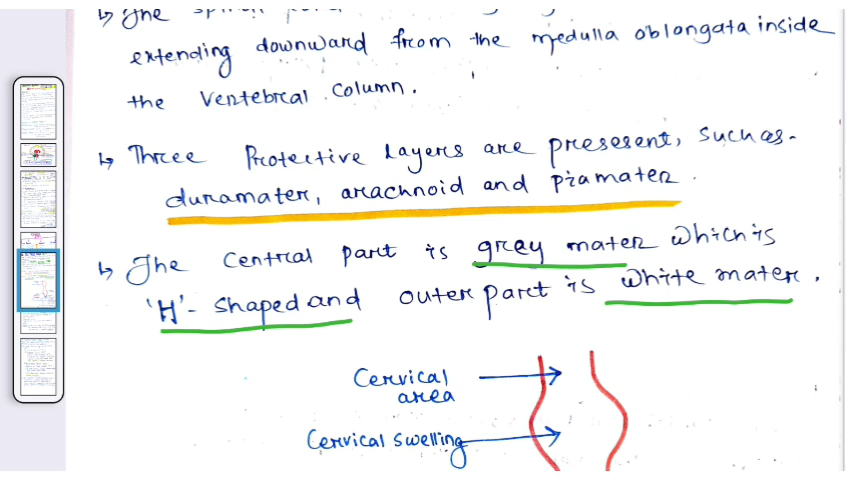 ↳ The
extending downward from the medulla oblongata inside
the Vertebral Column.
↳ Three Protective Layers are presesent, such as-
duramater, arachnoid and Piamater.
↳ The Central part is gray mater which is
'H'- shaped and outer part is white mater.
Cervical
area
Cervical swelling